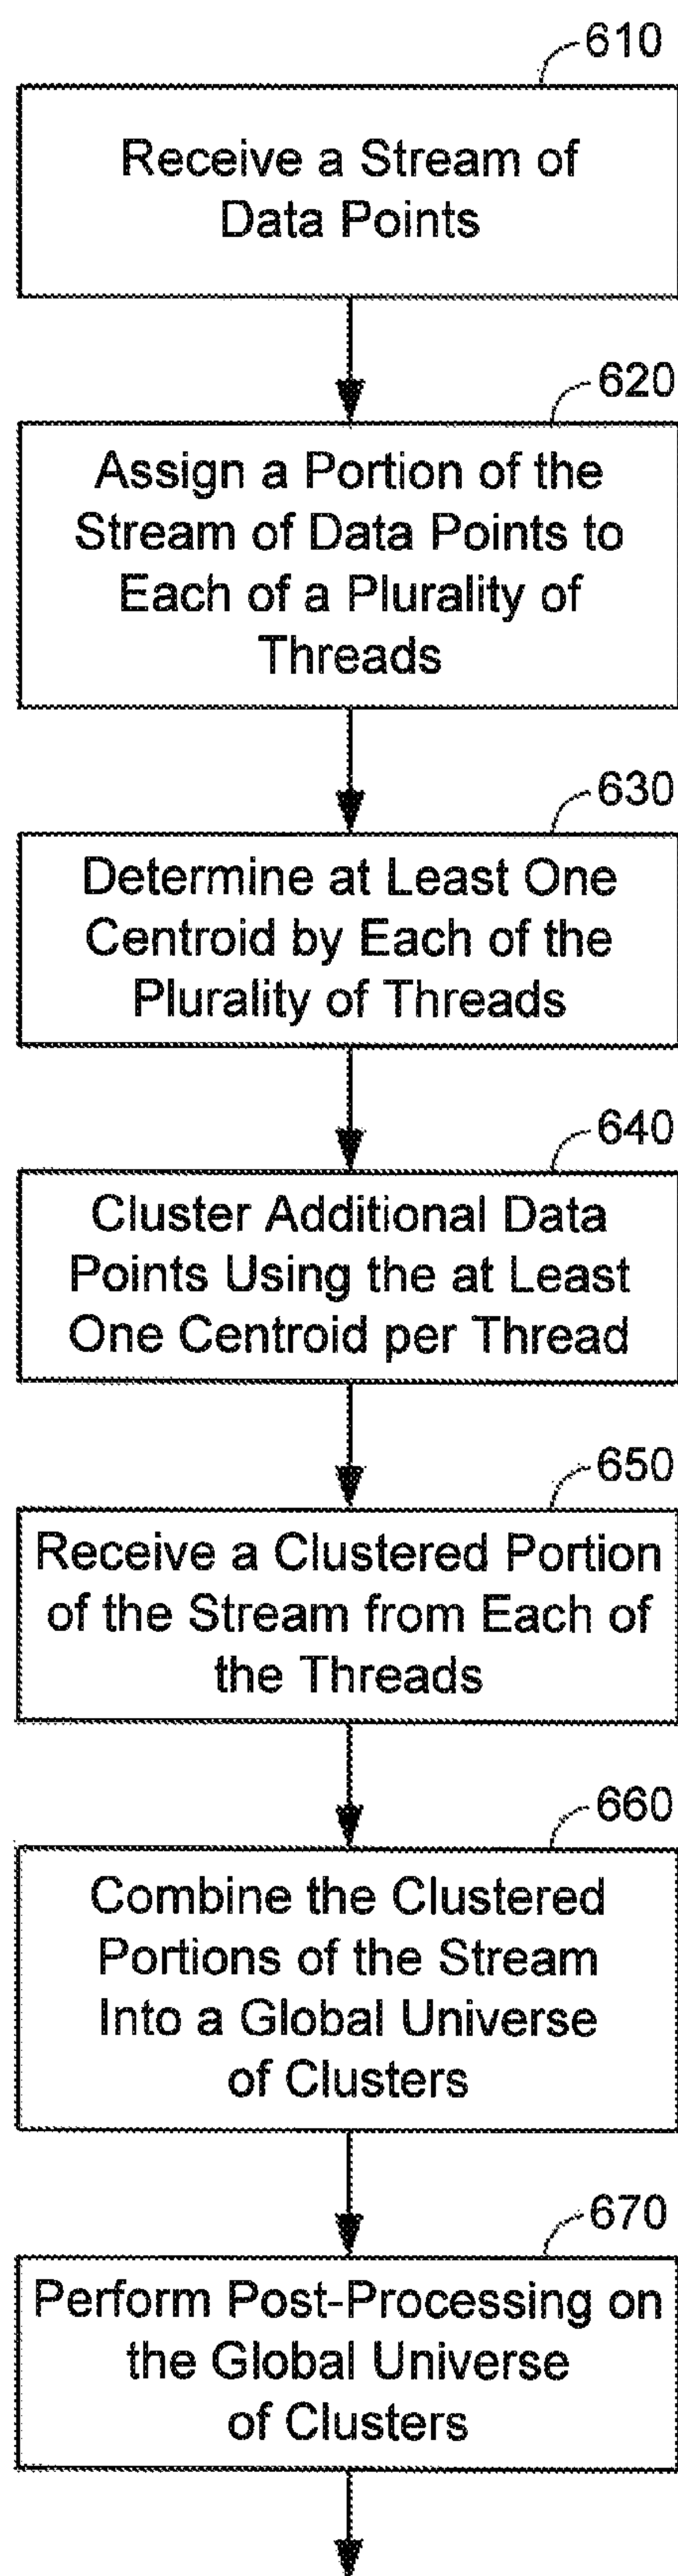 610
Receive a Stream of
Data Points
620
Assign a Portion of the
Stream of Data Points to
Each of a Plurality of
Threads
630
Determine at Least One
Centroid by Each of the
Plurality of Threads
640
Cluster Additional Data
Points Using the at Least
One Centroid per Thread
650
Receive a Clustered Portion
of the Stream from Each of
the Threads
660
Combine the Clustered
Portions of the Stream
Into a Global Universe
of Clusters
670
Perform Post-Processing on
the Global Universe
of Clusters